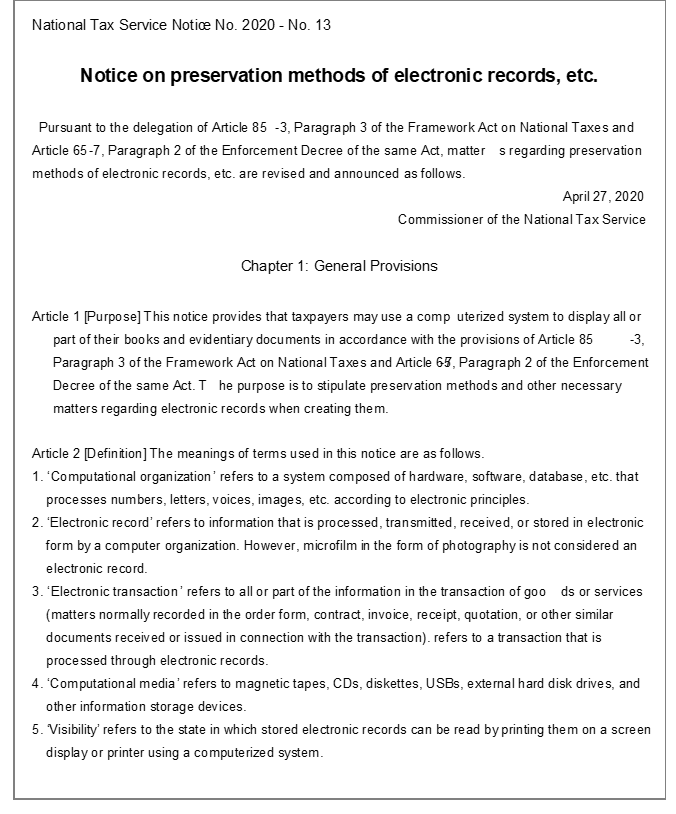 National Tax Service Notice No. 2020 - No. 13
Notice on preservation methods of electronic records, etc.
Pursuant to the delegation of Article 85 -3, Paragraph 3 of the Framework Act on National Taxes and
Article 65-7, Paragraph 2 of the Enforcement Decree of the same Act, matter s regarding preservation
methods of electronic records, etc. are revised and announced as follows.
April 27, 2020
Commissioner of the National Tax Service
Chapter 1: General Provisions
Article 1 [Purpose] This notice provides that taxpayers may use a comp uterized system to display all or
part of their books and evidentiary documents in accordance with the provisions of Article 85 -3,
Paragraph 3 of the Framework Act on National Taxes and Article 65-7, Paragraph 2 of the Enforcement
Decree of the same Act. T he purpose is to stipulate preservation methods and other necessary
matters regarding electronic records when creating them.
Article 2 [Definition] The meanings of terms used in this notice are as follows.
1. ‘Computational organization’ refers to a system composed of hardware, software, database, etc. that
processes numbers, letters, voices, images, etc. according to electronic principles.
2. ‘Electronic record’ refers to information that is processed, transmitted, received, or stored in electronic
form by a computer organization. However, microfilm in the form of photography is not considered an
electronic record.
3. ‘Electronic transaction’ refers to all or part of the information in the transaction of goo ds or services
(matters normally recorded in the order form, contract, invoice, receipt, quotation, or other similar
documents received or issued in connection with the transaction). refers to a transaction that is
processed through electronic records.
4. ‘Computational media’ refers to magnetic tapes, CDs, diskettes, USBs, external hard disk drives, and
other information storage devices.
5. ‘Visibility’ refers to the state in which stored electronic records can be read by printing them on a screen
display or printer using a computerized system.